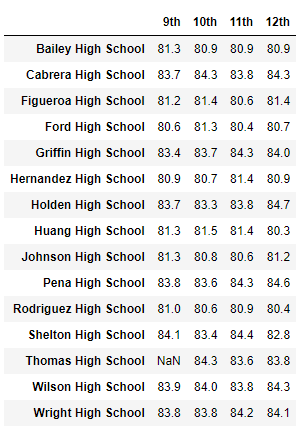 9th 10th 11th 12th
Bailey High School 81.3 80.9 80.9 80.9
Cabrera High School 83.7 84.3 83.8 84.3
Figueroa High School 81.2 81.4 80.6 81.4
Ford High School 80.6 81.3 80.4 80.7
Griffin High School 83.4 83.7 84.3 84.0
Hernandez High School 80.9 80.7 81.4 80.9
Holden High School 83.7 83.3 83.8 84.7
Huang High School 81.3 81.5 81.4 80.3
Johnson High School 81.3 80.8 80.6 81.2
Pena High School 83.8 83.6 84.3 84.6
Rodriguez High School 81.0 80.6 80.9 80.4
Shelton High School 84.1 83.4 84.4 82.8
Thomas High School NaN 84.3 83.6 83.8
Wilson High School 83.9 84.0 83.8 84.3
Wright High School 83.8 83.8 84.2 84.1